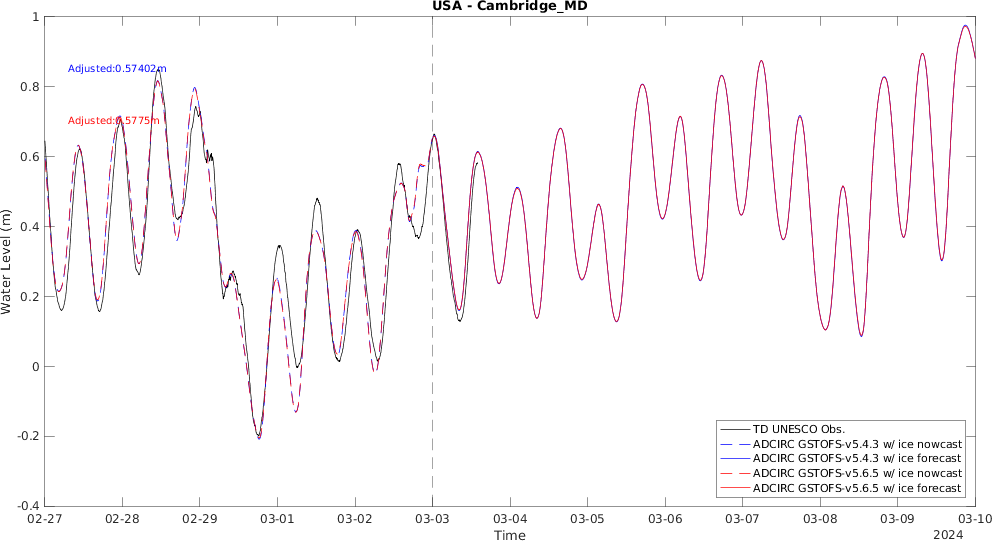 USA - Cambridge_MD
1
0.8
0.6
0.4
0.2
0
-0.2
-0.4
Water Level (m)
Adjusted:0.57402m
Adjusted:0.5775m
TD UNESCO Obs.
ADCIRC GSTOFS-v5.4.3 w/ ice nowcast
ADCIRC GSTOFS-v5.4.3 w/ ice forecast
ADCIRC GSTOFS-v5.6.5 w/ ice nowcast
ADCIRC GSTOFS-v5.6.5 w/ ice forecast
02-27 02-28 02-29 03-01 03-02 03-03 03-04 03-05 03-06 03-07 03-08 03-09 03-10
Time
2024